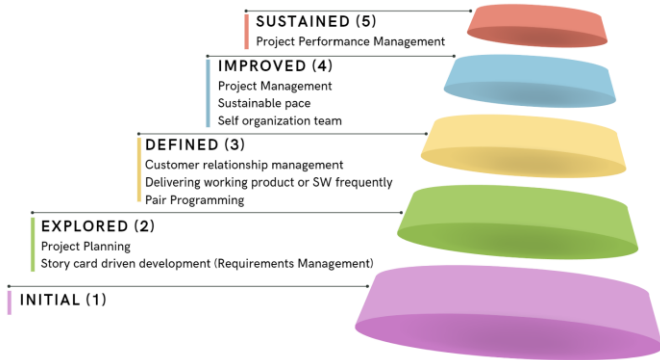 SUSTAINED (5)
Project Performance Management
IMPROVED (4)
Project Management
Sustainable pace
Self organization team
DEFINED (3)
Customer relationship management
Delivering working product or SW frequently
Pair Programming
EXPLORED (2)
Project Planning
Story card driven development (Requirements Management)
INITIAL (1)